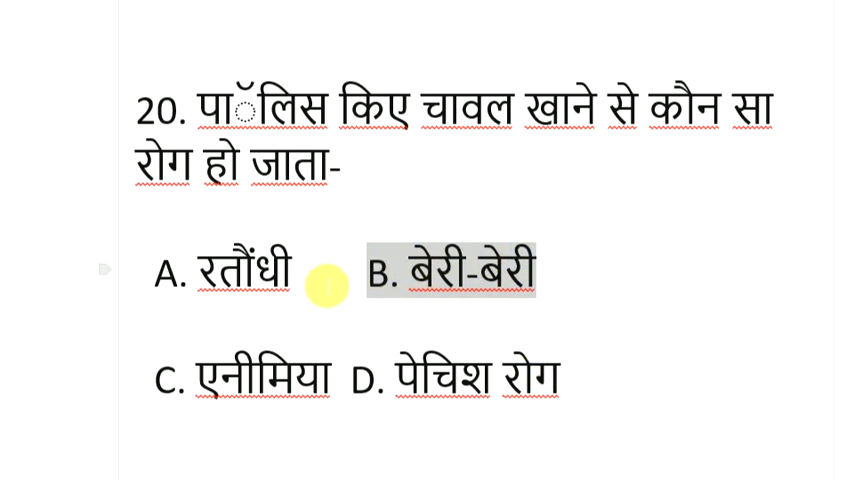 20. पाॅलिस किए चावल खाने से कौन सा
रोग हो जाता-
A. रतौंधी B. बेरी-बेरी
C. एनीमिया D. पेचिश रोग